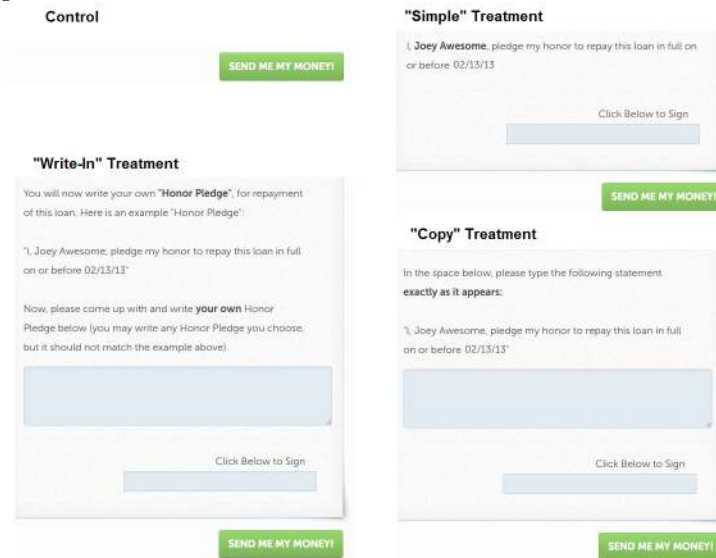 Control
SEND ME MY MONEY!
"Simple" Treatment
I, Joey Awesome, pledge my honor to repay this loan in full on
or before 02/13/13
Click Below to Sign
SEND ME MY MONEY!
"Write-In" Treatment
You will now write your own "Honor Pledge", for repayment
of this loan. Here is an example "Honor Pledge":
"I, Joey Awesome, pledge my honor to repay this loan in full
on or before 02/13/13"
Now, please come up with and write your own Honor
Pledge below (you may write any Honor Pledge you choose,
but it should not match the example above).
Click Below to Sign
SEND ME MY MONEY!
"Copy" Treatment
In the space below, please type the following statement
exactly as it appears:
"I, Joey Awesome, pledge my honor to repay this loan in full
on or before 02/13/13"
Click Below to Sign
SEND ME MY MONEY!